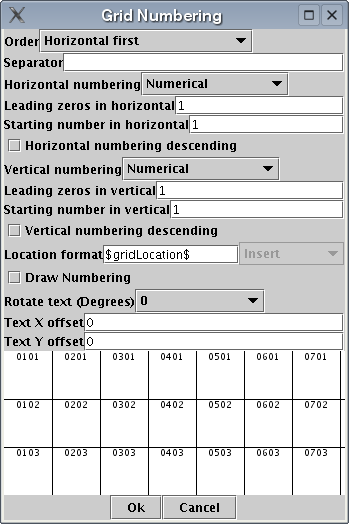 Grid Numbering
Order Horizontal first
Separator
Horizontal numbering Numerical
Leading zeros in horizontal 1
Starting number in horizontal 1
Horizontal numbering descending
Vertical numbering Numerical
Leading zeros in vertical 1
Starting number in vertical 1
Vertical numbering descending
Location format $gridLocation$ Insert
Draw Numbering
Rotate text (Degrees) 0
Text X offset 0
Text Y offset 0
0101 0201 0301 0401 0501 0601 0701
0102 0202 0302 0402 0502 0602 0702
0103 0203 0303 0403 0503 0603 0703
Ok Cancel